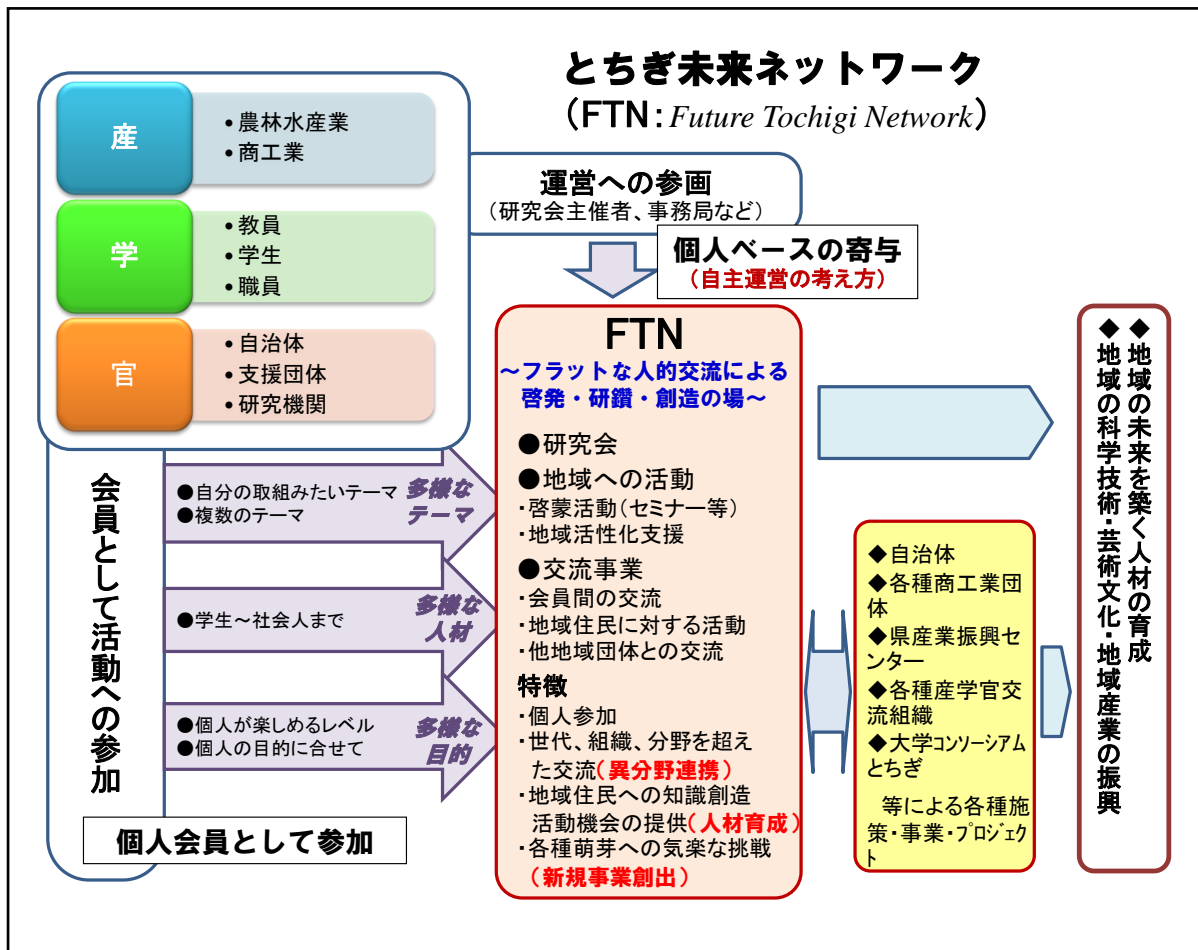 とちぎ未来ネットワーク
(FTN：Future Tochigi Network)
産
・農林水産業
・商工業
学
・教員
・学生
・職員
官
・自治体
・支援団体
・研究機関
運営への参画
(研究会主催者、事務局など)
個人ベースの寄与
(自主運営の考え方)
会員として活動への参加
●自分の取組みたいテーマ
●複数のテーマ
多様な
テーマ
●学生～社会人まで
多様な
人材
●個人が楽しめるレベル
●個人の目的に合せて
多様な
目的
個人会員として参加
FTN
～フラットな人的交流による
啓発・研鑽・創造の場～
●研究会
●地域への活動
・啓蒙活動(セミナー等)
・地域活性化支援
●交流事業
・会員間の交流
・地域住民に対する活動
・他地域団体との交流
特徴
・個人参加
・世代、組織、分野を超え
た交流(異分野連携)
・地域住民への知識創造
活動機会の提供(人材育成)
・各種萌芽への気楽な挑戦
(新規事業創出)
◆自治体
◆各種商工業団
体
◆県産業振興セ
ンター
◆各種産学官交
流組織
◆大学コンソーシアム
とちぎ
等による各種施
策・事業・プロジェク
ト
◆地域の未来を築く人材の育成
◆地域の科学技術・芸術文化・地域産業の振興